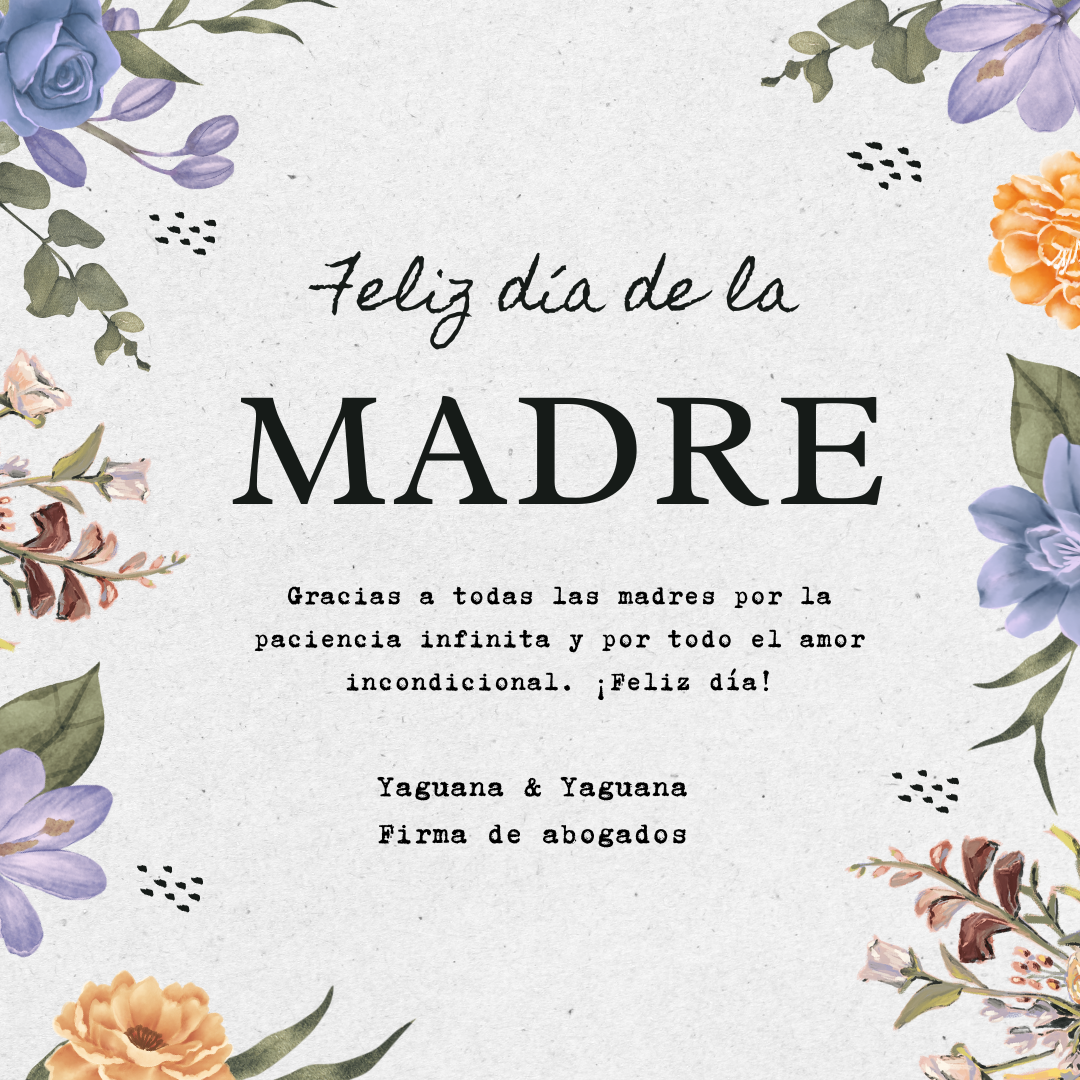 Feliz día de la
MADRE
Gracias a todas las madres por la
paciencia infinita y por todo el amor
incondicional. ¡Feliz día!
Yaguana & Yaguana
Firma de abogados